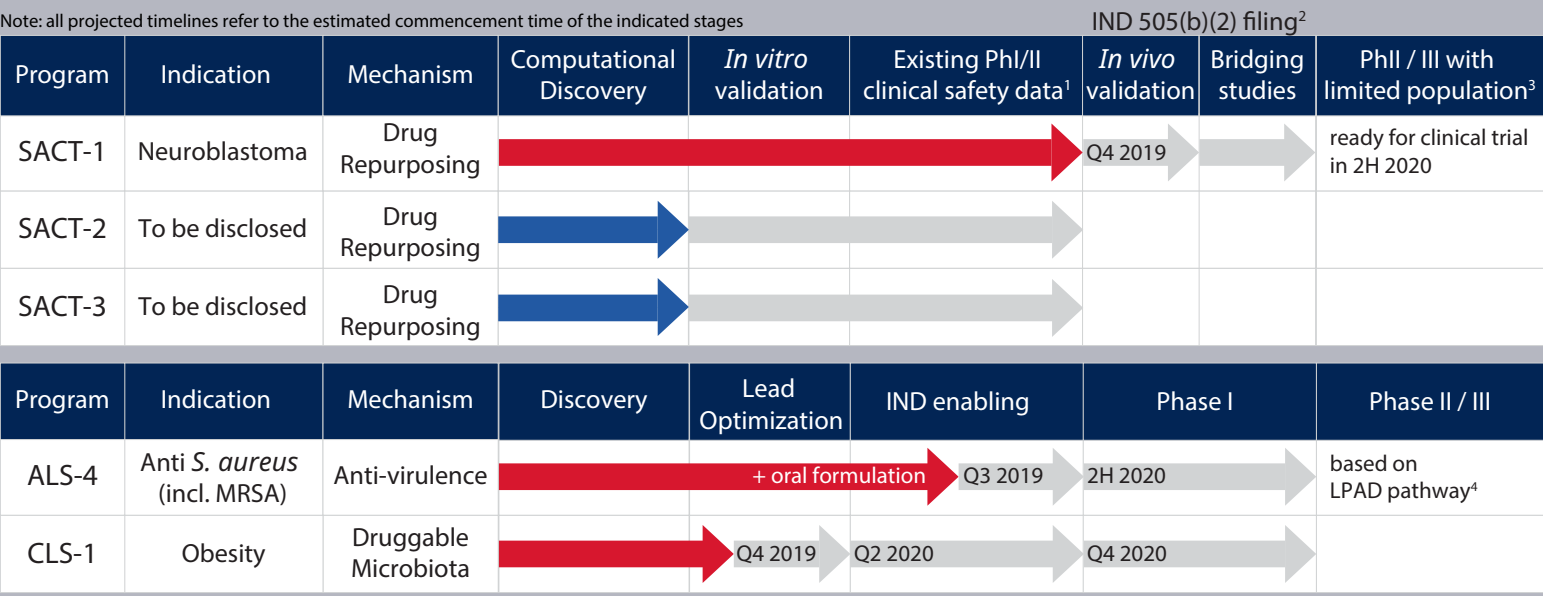 Note: all projected timelines refer to the estimated commencement time of the indicated stages
IND 505(b)(2) filing²
Program
Indication
Mechanism
Computational
Discovery
In vitro
validation
Existing PhI/II
clinical safety data¹
In vivo
validation
Bridging
studies
PhII / III with
limited population³
SACT-1
Neuroblastoma
Drug
Repurposing
Q4 2019
ready for clinical trial
in 2H 2020
SACT-2
To be disclosed
Drug
Repurposing
SACT-3
To be disclosed
Drug
Repurposing
Program
Indication
Mechanism
Discovery
Lead
Optimization
IND enabling
Phase I
Phase II / III
ALS-4
Anti S. aureus
(incl. MRSA)
Anti-virulence
+ oral formulation
Q3 2019
2H 2020
based on
LPAD pathway⁴
CLS-1
Obesity
Druggable
Microbiota
Q4 2019
Q2 2020
Q4 2020